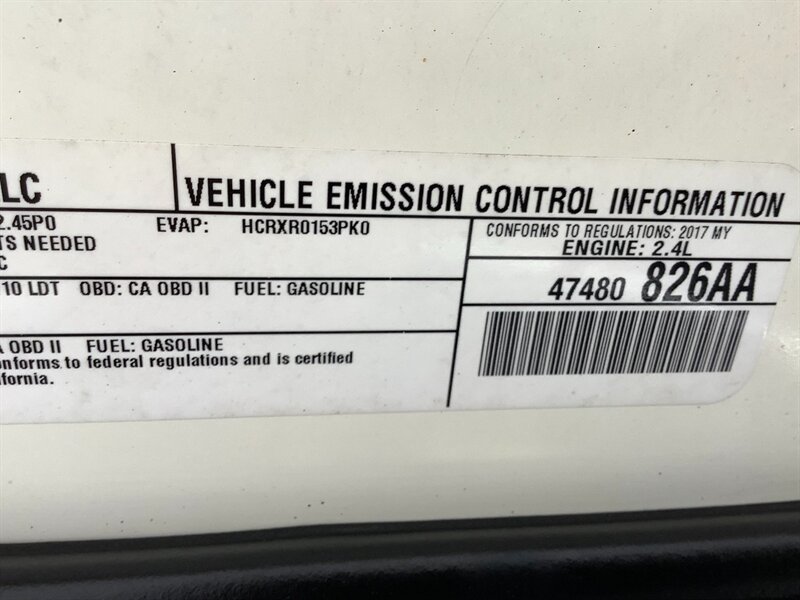 LC
VEHICLE EMISSION CONTROL INFORMATION
2.45P0 EVAP: HCRXR0153PK0
TS NEEDED
C
CONFORMS TO REGULATIONS: 2017 MY
ENGINE: 2.4L
10 LDT OBD: CA OBD II FUEL: GASOLINE
47480 826AA
A OBD II FUEL: GASOLINE
onforms to federal regulations and is certified
ifornia.